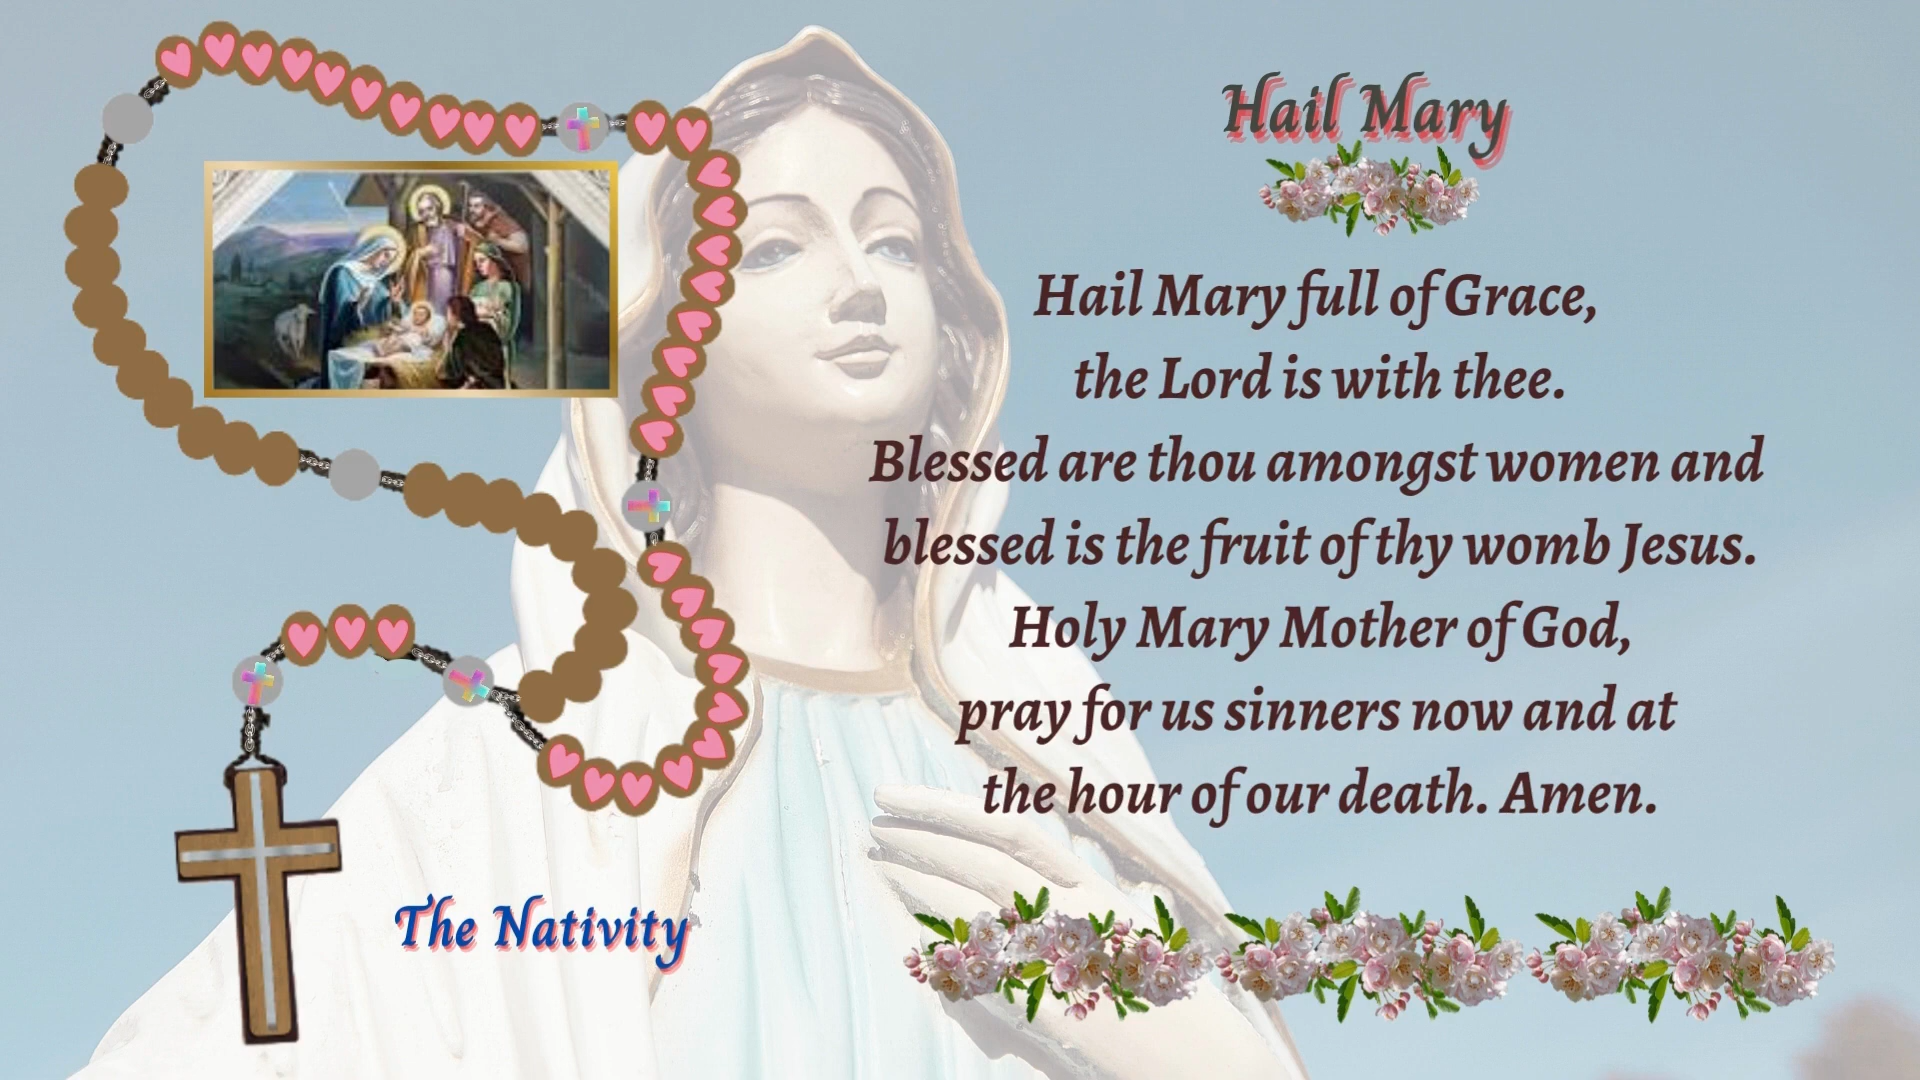 Hail Mary
Hail Mary full of Grace,
the Lord is with thee.
Blessed are thou amongst women and
blessed is the fruit of thy womb Jesus.
Holy Mary Mother of God,
pray for us sinners now and at
the hour of our death. Amen.
The Nativity